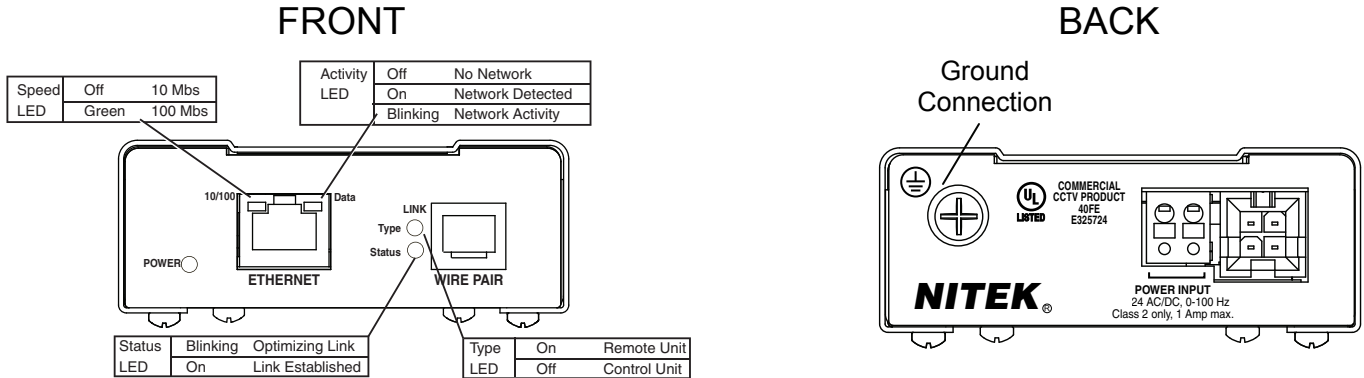 FRONT
BACK
Speed LED Off 10 Mbs
Green 100 Mbs
Activity LED Off No Network
On Network Detected
Blinking Network Activity
10/100
Data
LINK
Type
Status
POWER
ETHERNET
WIRE PAIR
Status LED Blinking Optimizing Link
On Link Established
Type LED On Remote Unit
Off Control Unit
Ground
Connection
UL
LISTED
COMMERCIAL
CCTV PRODUCT
40FE
E325724
NITEK®
POWER INPUT
24 AC/DC, 0-100 Hz
Class 2 only, 1 Amp max.